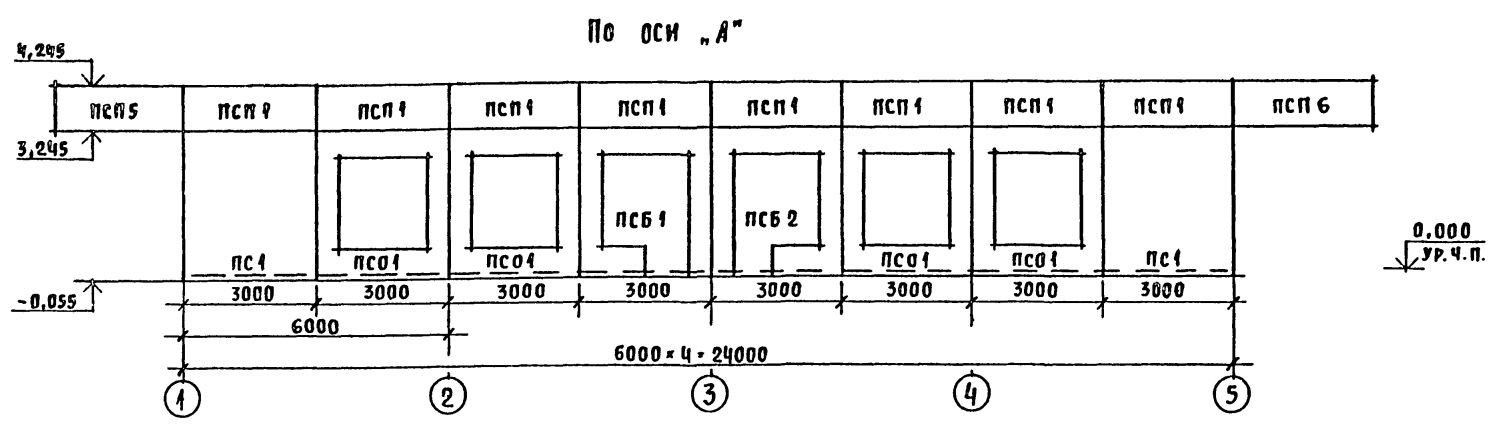 По оси „А"
4,245
ПСП5 ПСП1 ПСП1 ПСП1 ПСП1 ПСП1 ПСП1 ПСП1 ПСП1 ПСП6
3,245
ПСБ1 ПСБ2
0,000
Ур.ч.п.
ПС1 ПСО1 ПСО1 ПСО1 ПСО1 ПС1
-0,055
3000 3000 3000 3000 3000 3000 3000 3000
6000
6000 × 4 = 24000
1 2 3 4 5